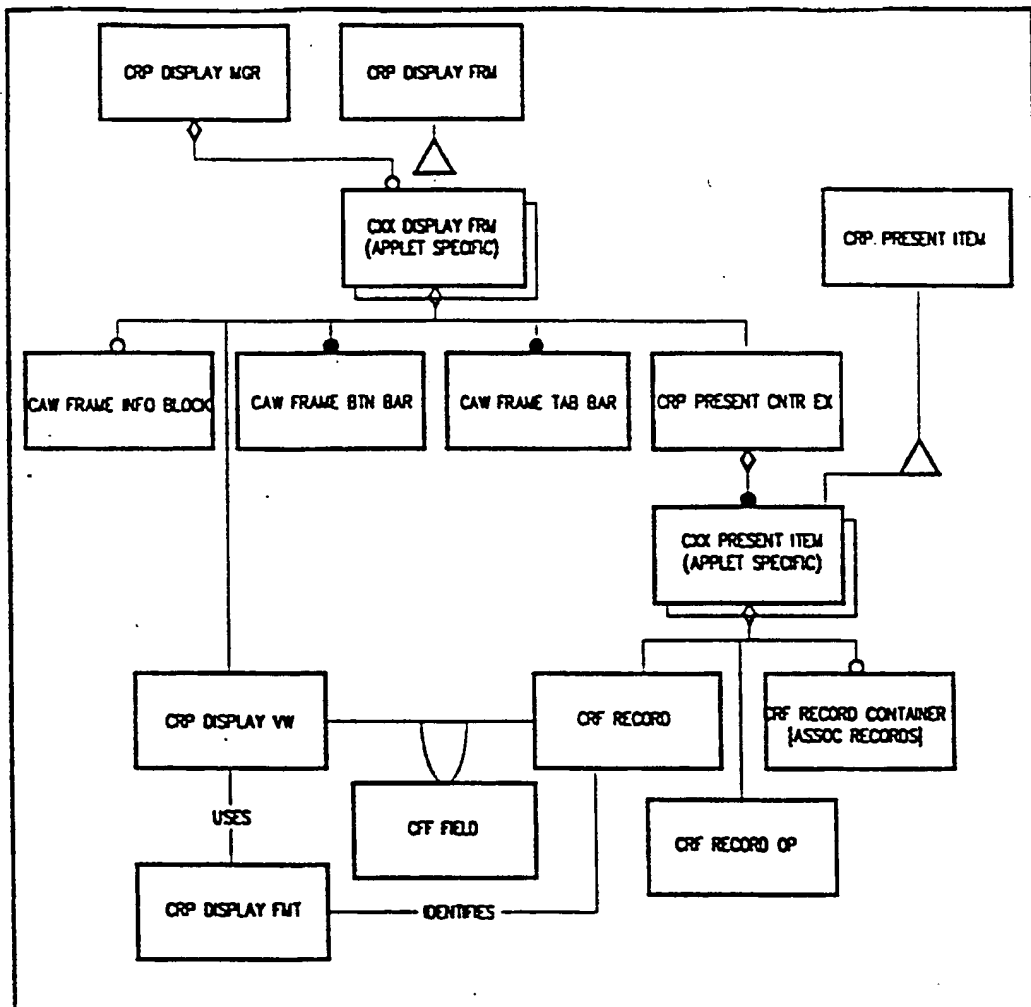 CRP DISPLAY MGR
CRP DISPLAY FRM
CXX DISPLAY FRM
(APPLET SPECIFIC)
CRP. PRESENT ITEM
CAW FRAME INFO BLOCK
CAW FRAME BTN BAR
CAW FRAME TAB BAR
CRP PRESENT CNTR EX
CXX PRESENT ITEM
(APPLET SPECIFIC)
CRP DISPLAY VW
CRF RECORD
CRF RECORD CONTAINER
[ASSOC RECORDS]
USES
CFF FIELD
CRF RECORD OP
CRP DISPLAY FMT
IDENTIFIES